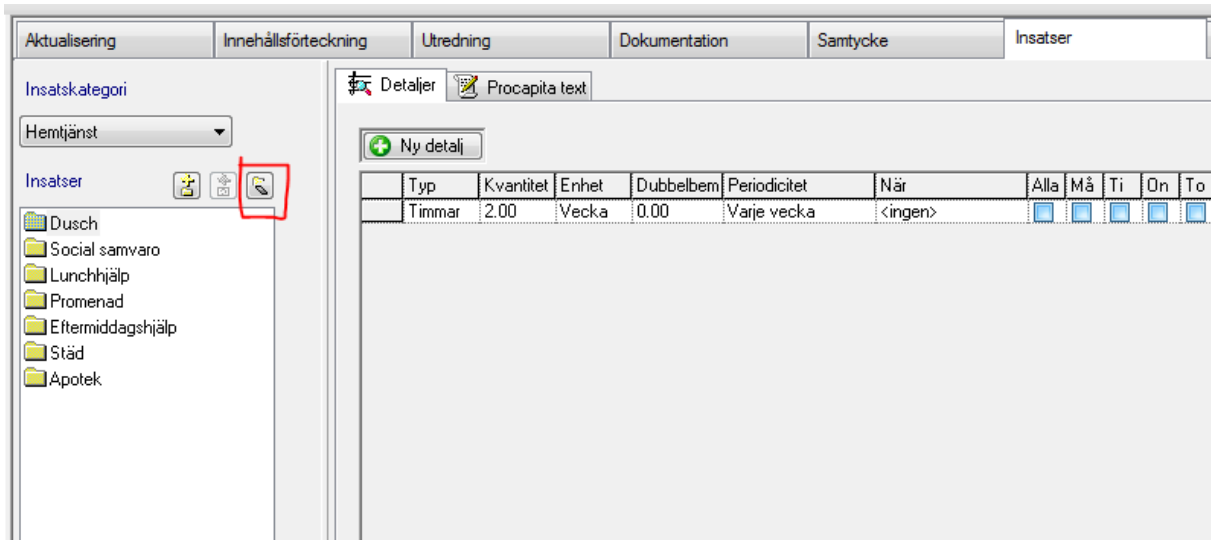 Aktualisering Innehållsförteckning Utredning Dokumentation Samtycke Insatser
Insatskategori
Hemtjänst
Insatser
Dusch
Social samvaro
Lunchhjälp
Promenad
Eftermiddagshjälp
Städ
Apotek
Detaljer Procapita text
Ny detalj
Typ Kvantitet Enhet Dubbelbem Periodicitet När Alla Må Ti On To
Timmar 2.00 Vecka 0.00 Varje vecka <ingen>